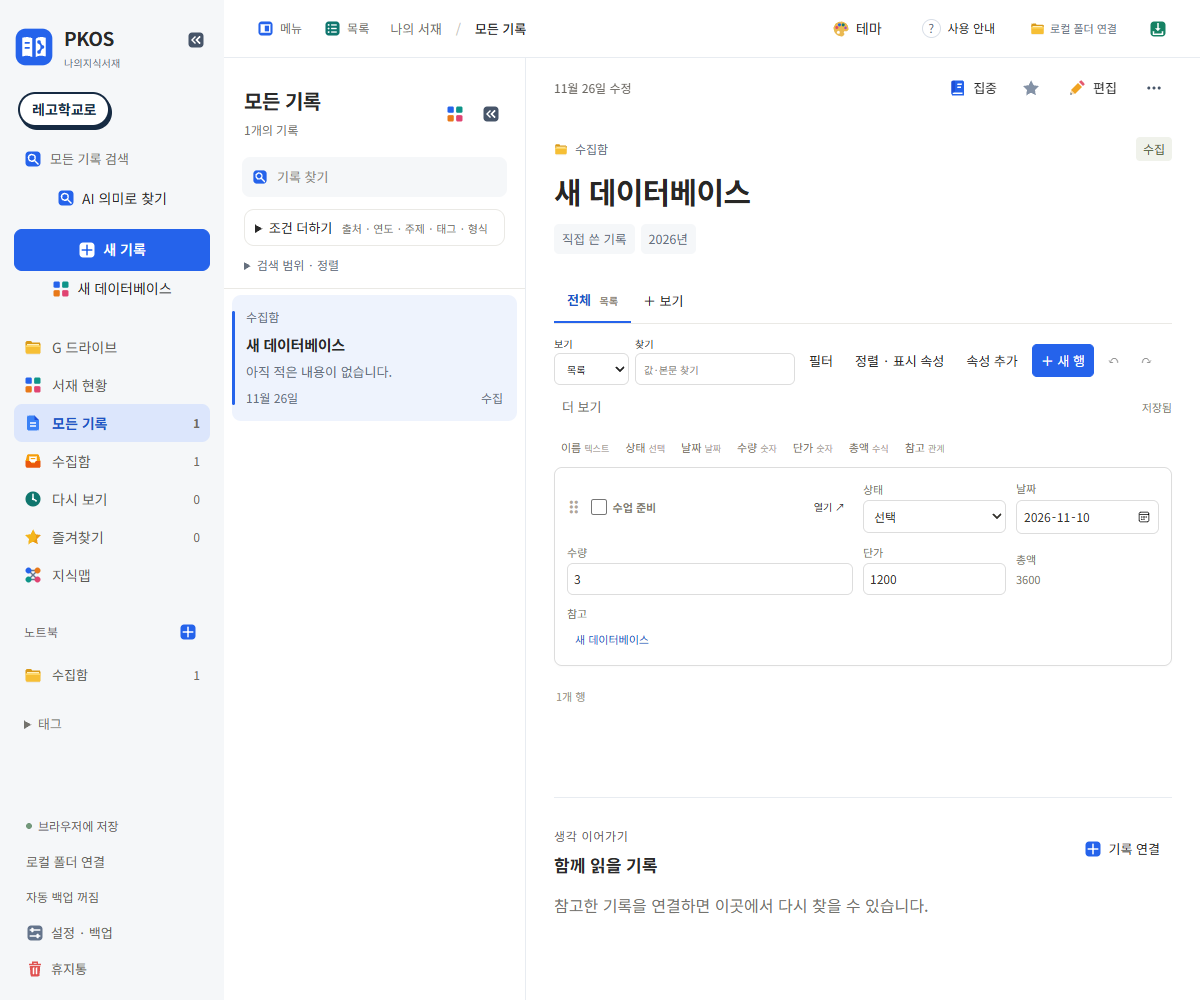 PKOS
나의지식서재
레고학교로
모든 기록 검색
AI 의미로 찾기
새 기록
새 데이터베이스
G 드라이브
서재 현황
모든 기록 1
수집함 1
다시 보기 0
즐겨찾기 0
지식맵
노트북
수집함 1
태그
브라우저에 저장
로컬 폴더 연결
자동 백업 꺼짐
설정 · 백업
휴지통
메뉴 목록 나의 서재 / 모든 기록
테마 ? 사용 안내 로컬 폴더 연결
모든 기록
1개의 기록
기록 찾기
조건 더하기 출처 · 연도 · 주제 · 태그 · 형식
검색 범위 · 정렬
수집함
새 데이터베이스
아직 적은 내용이 없습니다.
11월 26일 수집
11월 26일 수정 집중 편집
수집함 수집
새 데이터베이스
직접 쓴 기록 2026년
전체 목록 + 보기
보기 찾기
목록 값·본문 찾기 필터 정렬 · 표시 속성 속성 추가 + 새 행
더 보기 저장됨
이름 텍스트 상태 선택 날짜 날짜 수량 숫자 단가 숫자 총액 수식 참고 관계
상태 날짜
수업 준비 열기 ↗ 선택 2026-11-10
수량 단가 총액
3 1200 3600
참고
새 데이터베이스
1개 행
생각 이어가기
함께 읽을 기록 기록 연결
참고한 기록을 연결하면 이곳에서 다시 찾을 수 있습니다.